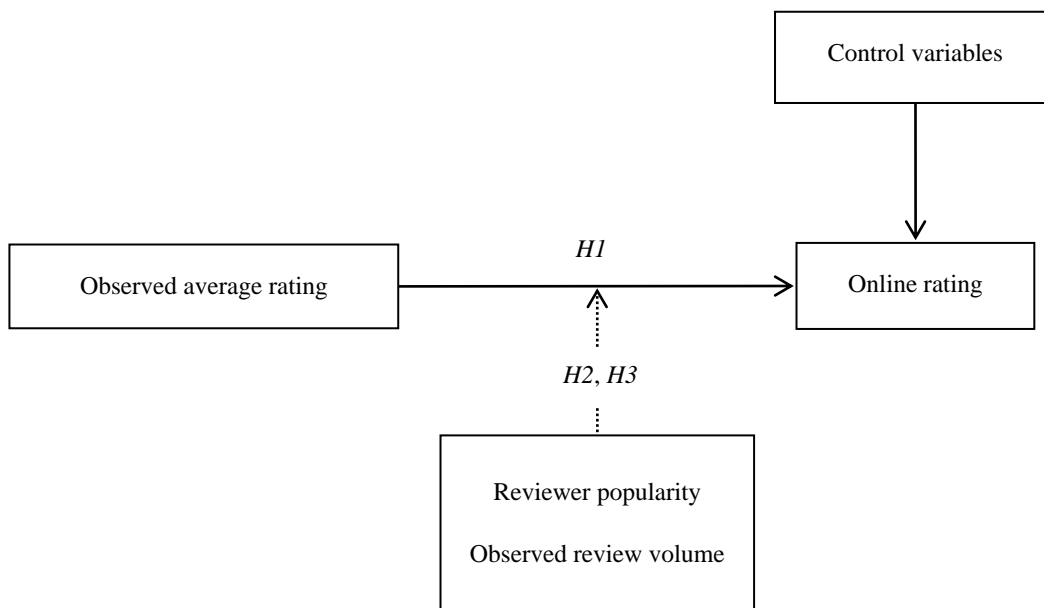 Control variables
H1
Observed average rating
Online rating
H2, H3
Reviewer popularity
Observed review volume